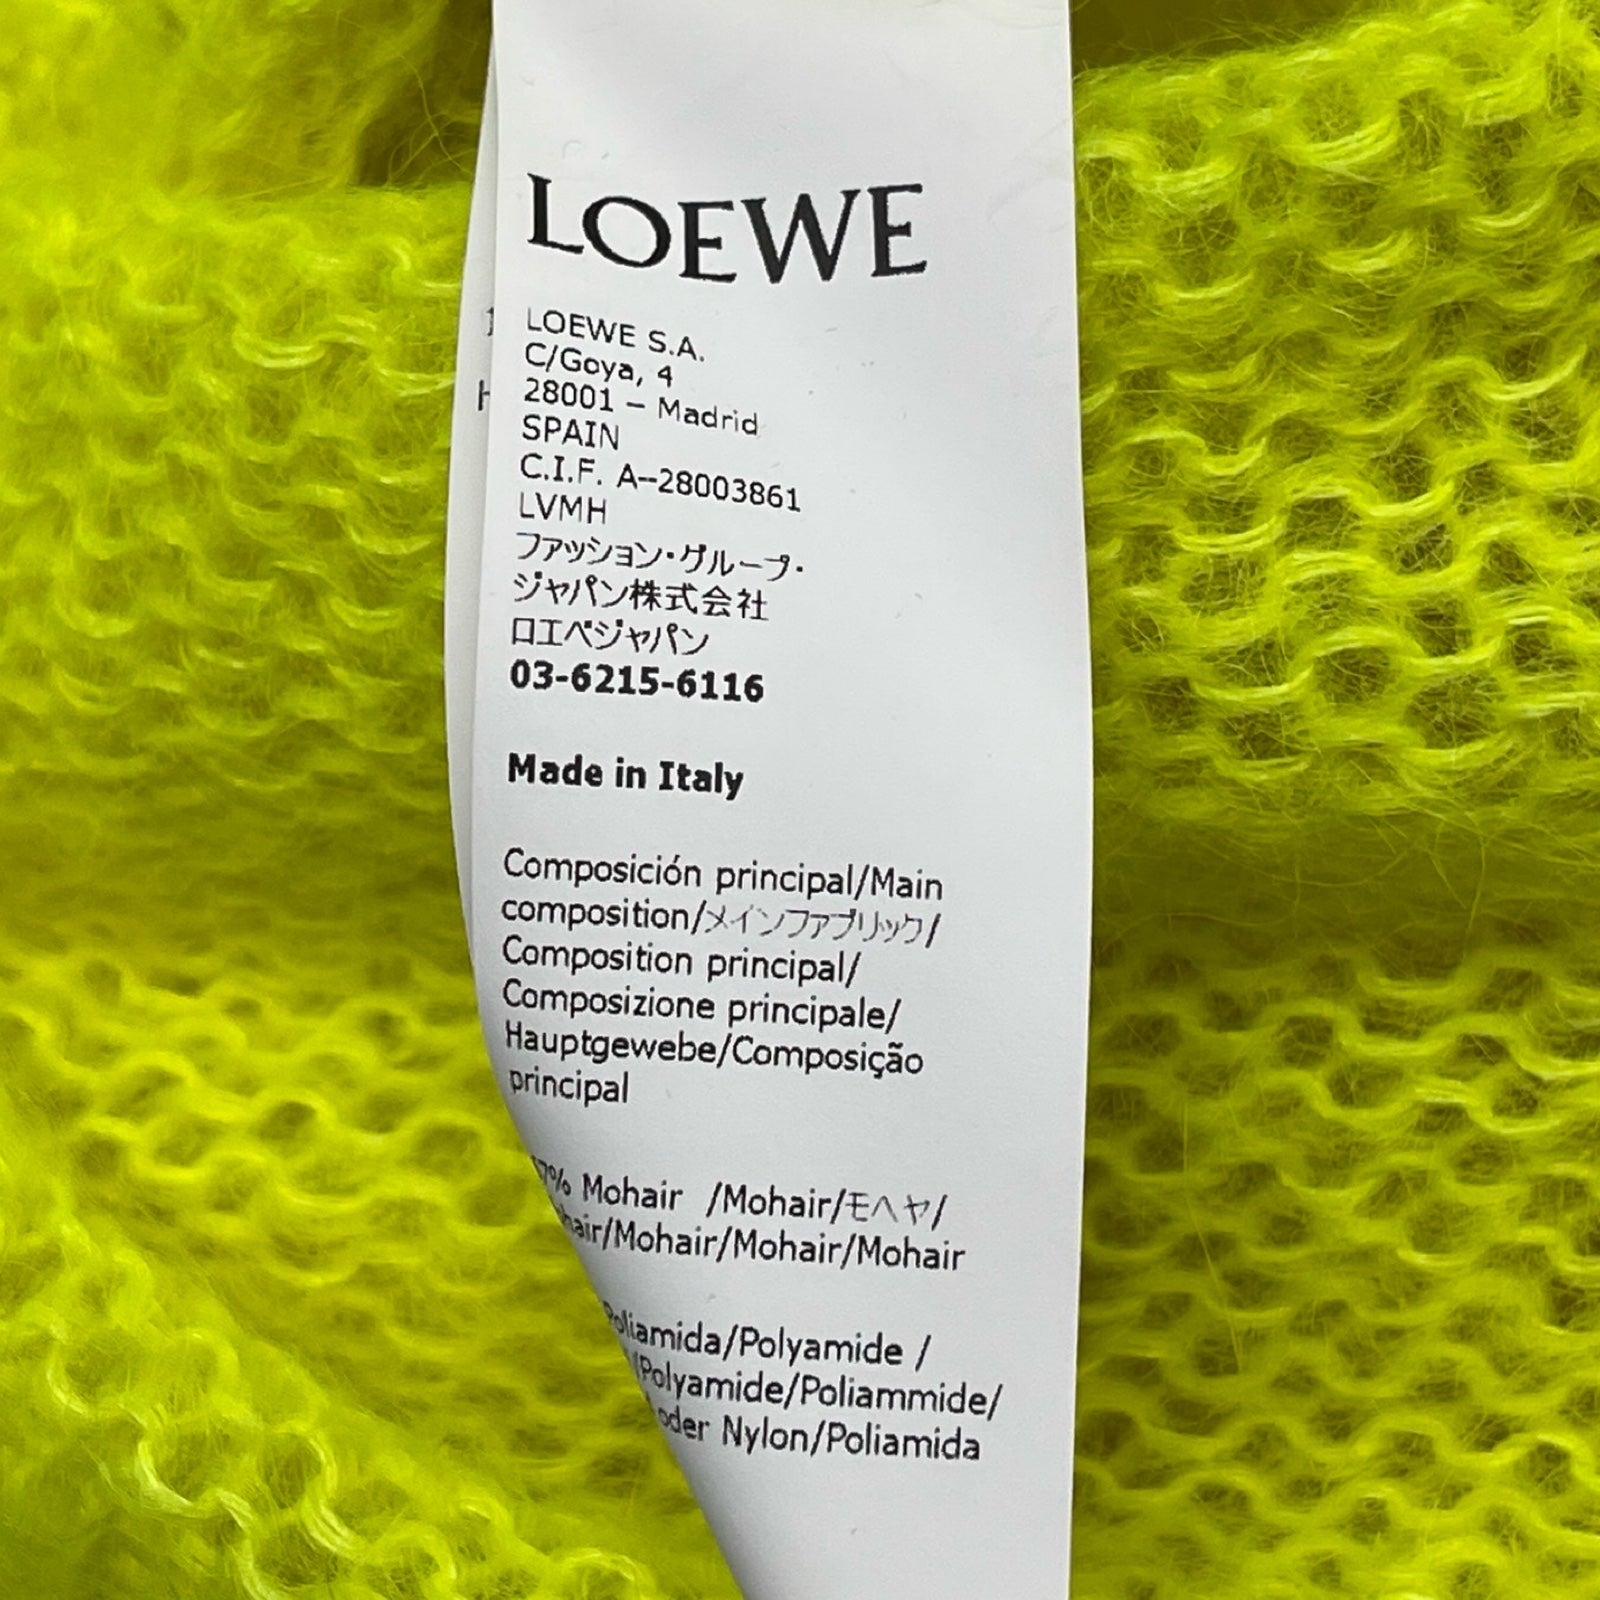 LOEWE
LOEWE S.A.
C/Goya, 4
28001 – Madrid
SPAIN
C.I.F. A–28003861
LVMH
ファッション・グループ・
ジャパン株式会社
ロエベジャパン
03-6215-6116
Made in Italy
Composición principal/Main
composition/メインファブリック/
Composition principal/
Composizione principale/
Hauptgewebe/Composição
principal
Mohair /Mohair/モヘヤ/
/Mohair/Mohair/Mohair
Poliamida/Polyamide /
/Polyamide/Poliammide/
oder Nylon/Poliamida